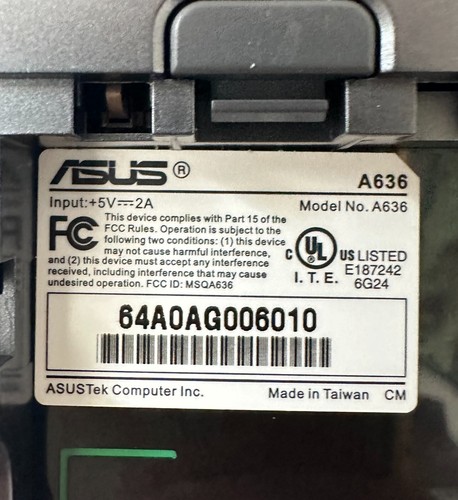 ASUS®
A636
Input:+5V⎓2A
Model No. A636
FC
This device complies with Part 15 of the
FCC Rules. Operation is subject to the
following two conditions: (1) this device
may not cause harmful interference,
and (2) this device must accept any interference
received, including interference that may cause
undesired operation. FCC ID: MSQA636
C UL® US LISTED
I.T.E. E187242
6G24
64A0AG006010
ASUSTek Computer Inc.
Made in Taiwan CM